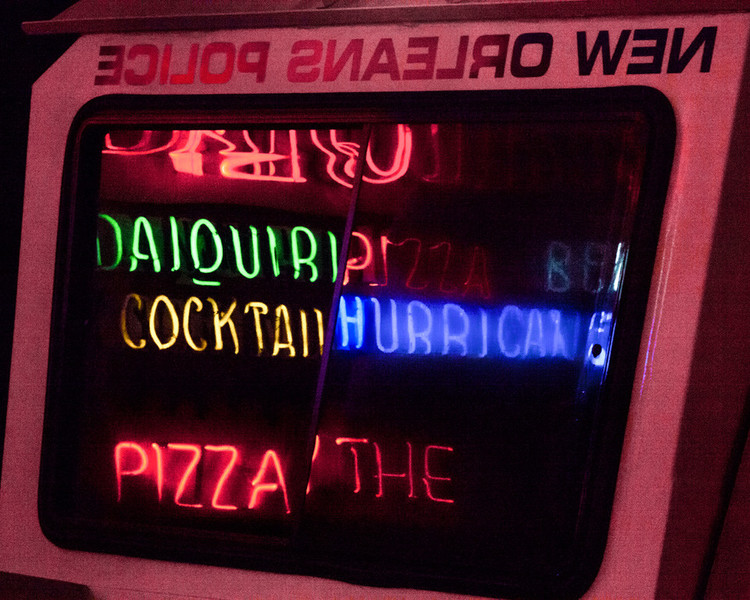 NEW ORLEANS POLICE
DAIQUIRI PIZZA
COCKTAIL HURRICANE
PIZZA THE